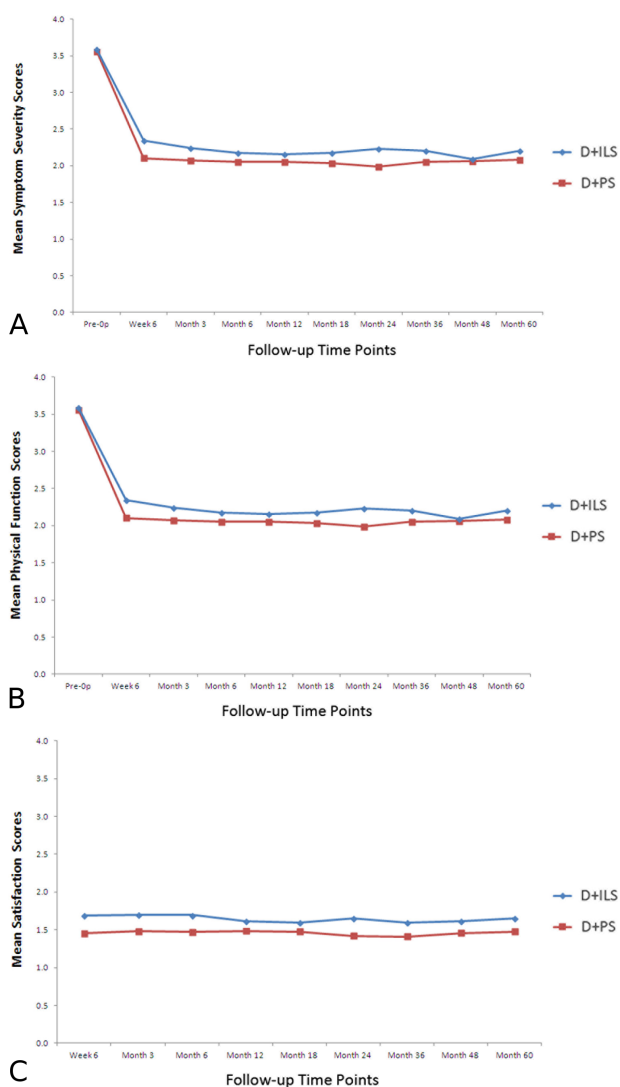 4.0
3.5
3.0
2.5
2.0
1.5
1.0
0.5
0.0
Mean Symptom Severity Scores
D+ILS
D+PS
Pre-Op Week 6 Month 3 Month 6 Month 12 Month 18 Month 24 Month 36 Month 48 Month 60
A
Follow-up Time Points
4.0
3.5
3.0
2.5
2.0
1.5
1.0
0.5
0.0
Mean Physical Function Scores
D+ILS
D+PS
Pre-Op Week 6 Month 3 Month 6 Month 12 Month 18 Month 24 Month 36 Month 48 Month 60
B
Follow-up Time Points
4.0
3.5
3.0
2.5
2.0
1.5
1.0
0.5
0.0
Mean Satisfaction Scores
D+ILS
D+PS
Week 6 Month 3 Month 6 Month 12 Month 18 Month 24 Month 36 Month 48 Month 60
C
Follow-up Time Points